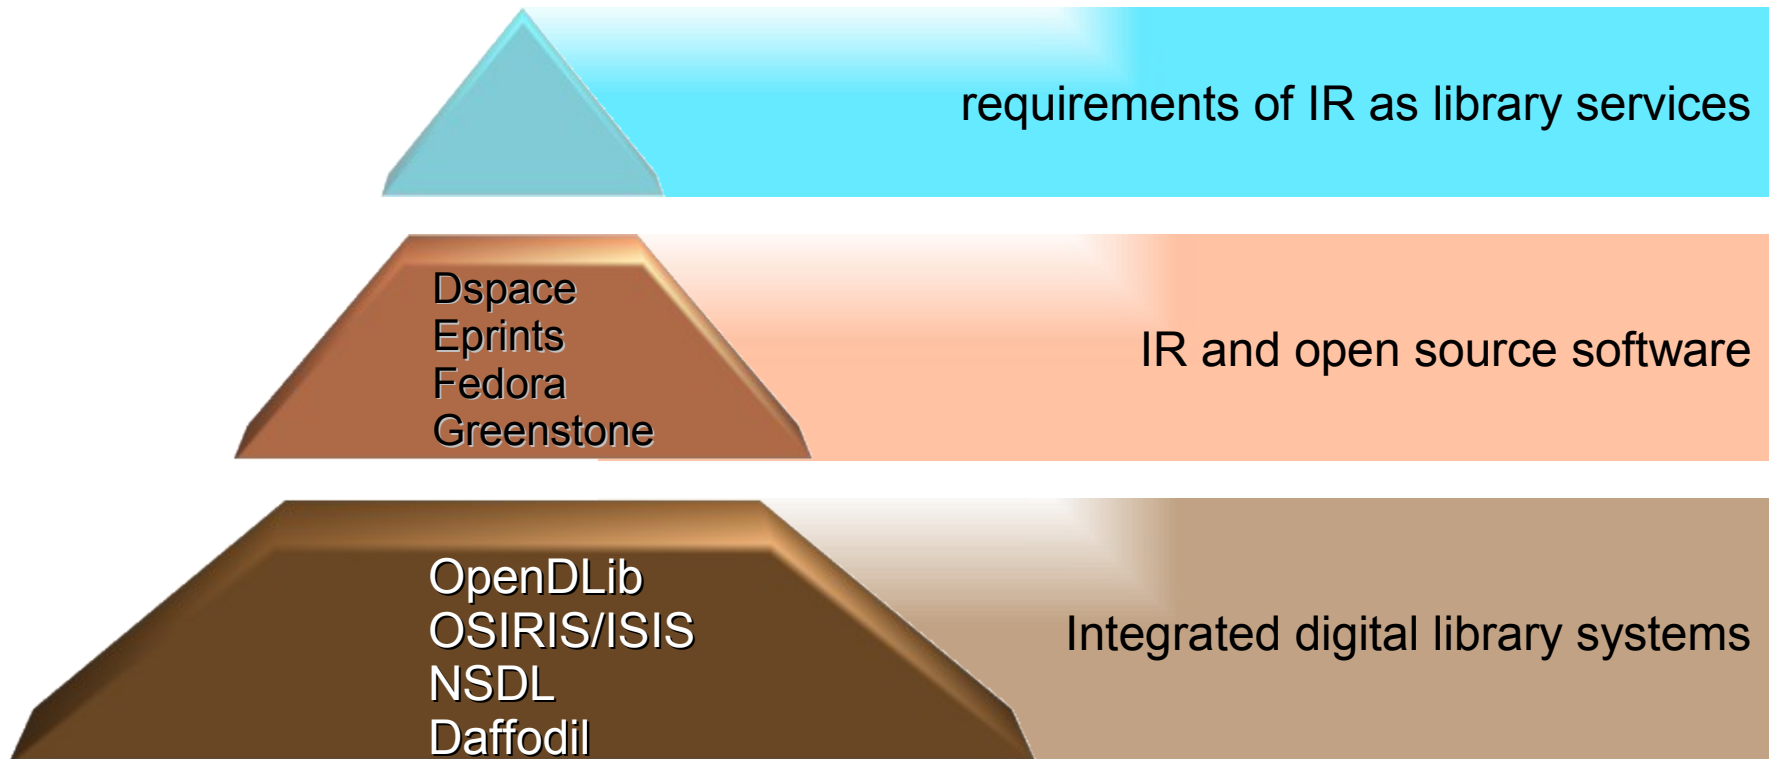 requirements of IR as library services
Dspace
Eprints
Fedora
Greenstone
IR and open source software
OpenDLib
OSIRIS/ISIS
NSDL
Daffodil
Integrated digital library systems